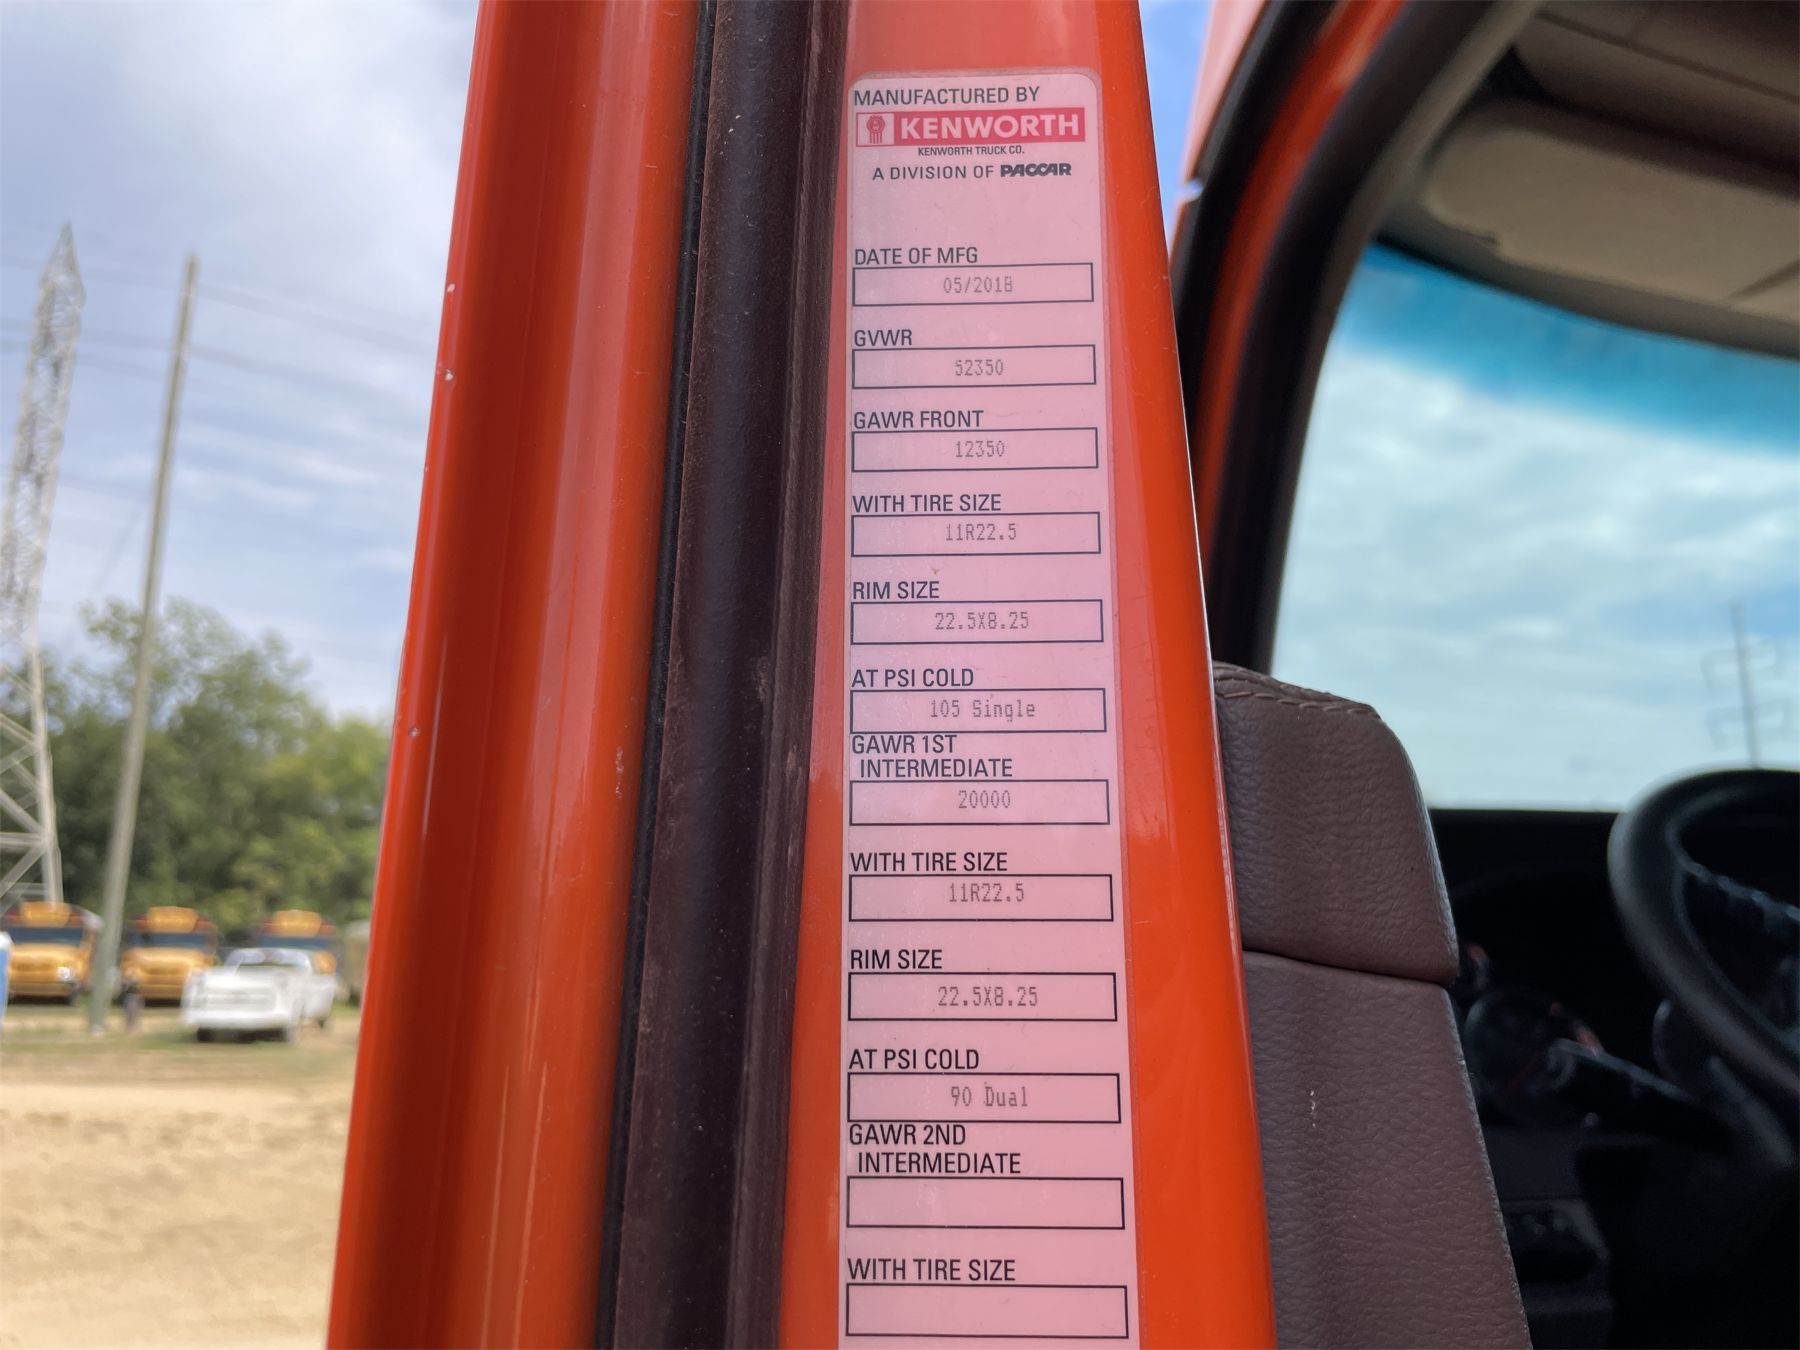 MANUFACTURED BY
KENWORTH
KENWORTH TRUCK CO.
A DIVISION OF PACCAR
DATE OF MFG
05/2018
GVWR
52350
GAWR FRONT
12350
WITH TIRE SIZE
11R22.5
RIM SIZE
22.5X8.25
AT PSI COLD
105 Single
GAWR 1ST
INTERMEDIATE
20000
WITH TIRE SIZE
11R22.5
RIM SIZE
22.5X8.25
AT PSI COLD
90 Dual
GAWR 2ND
INTERMEDIATE
WITH TIRE SIZE